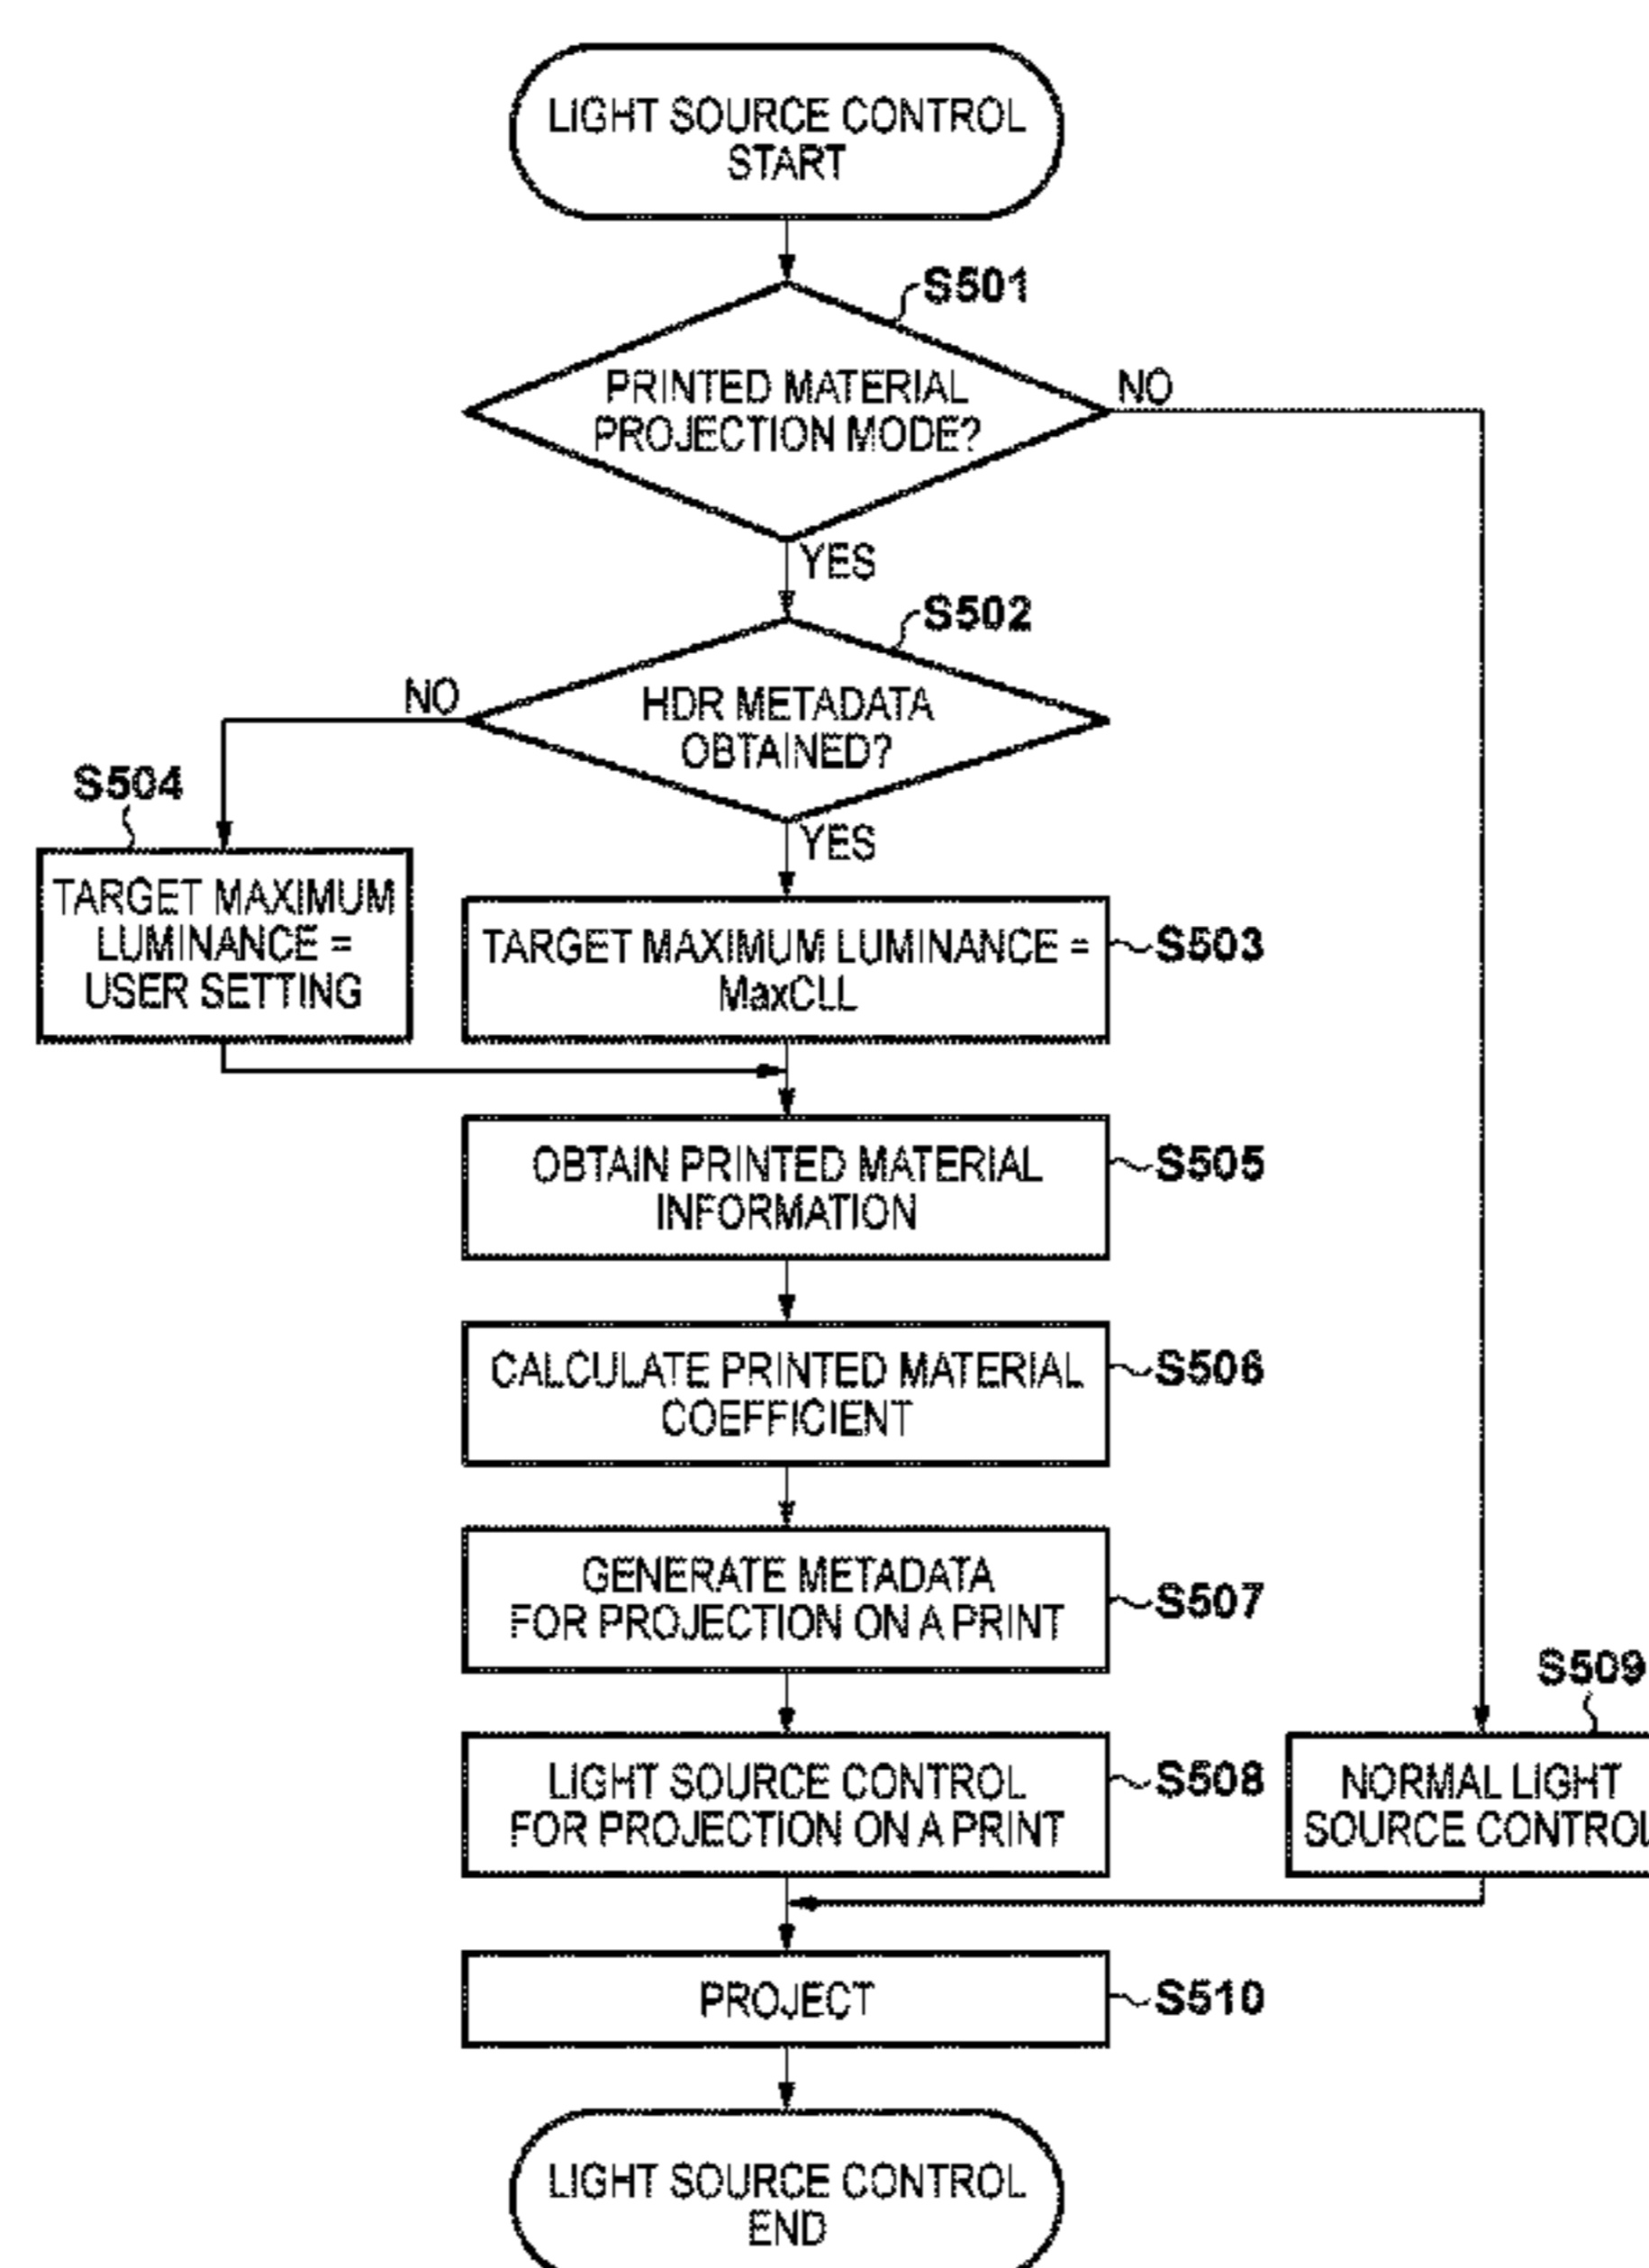 LIGHT SOURCE CONTROL
START
S501
PRINTED MATERIAL
PROJECTION MODE?
NO
YES
S502
HDR METADATA
OBTAINED?
NO
YES
S504
TARGET MAXIMUM
LUMINANCE =
USER SETTING
TARGET MAXIMUM LUMINANCE =
MaxCLL
S503
OBTAIN PRINTED MATERIAL
INFORMATION
S505
CALCULATE PRINTED MATERIAL
COEFFICIENT
S506
GENERATE METADATA
FOR PROJECTION ON A PRINT
S507
LIGHT SOURCE CONTROL
FOR PROJECTION ON A PRINT
S508
S509
NORMAL LIGHT
SOURCE CONTROL
PROJECT
S510
LIGHT SOURCE CONTROL
END